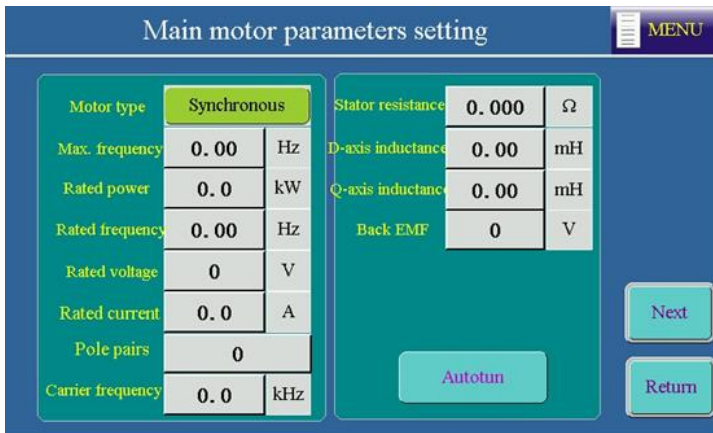 Main motor parameters setting
MENU
Motor type Synchronous
Max. frequency 0.00 Hz
Rated power 0.0 kW
Rated frequency 0.00 Hz
Rated voltage 0 V
Rated current 0.0 A
Pole pairs 0
Carrier frequency 0.0 kHz
Stator resistance 0.000 Ω
D-axis inductance 0.00 mH
Q-axis inductance 0.00 mH
Back EMF 0 V
Autotun
Next
Return